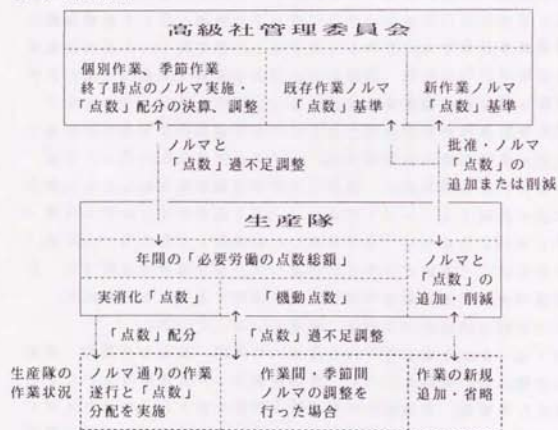 高級社管理委員会
個別作業、季節作業
終了時点のノルマ実施・
「点数」配分の決算、調整
既存作業ノルマ
「点数」基準
新作業ノルマ
「点数」基準
ノルマと
「点数」過不足調整
批准・ノルマ
「点数」の
追加または削減
生産隊
年間の「必要労働の点数総額」
ノルマと
「点数」の
追加・削減
実消化「点数」
「機動点数」
「点数」配分
「点数」過不足調整
生産隊の
作業状況
ノルマ通りの作業
遂行と「点数」
分配を実施
作業間・季節間
ノルマの調整を
行った場合
作業の新規
追加・省略